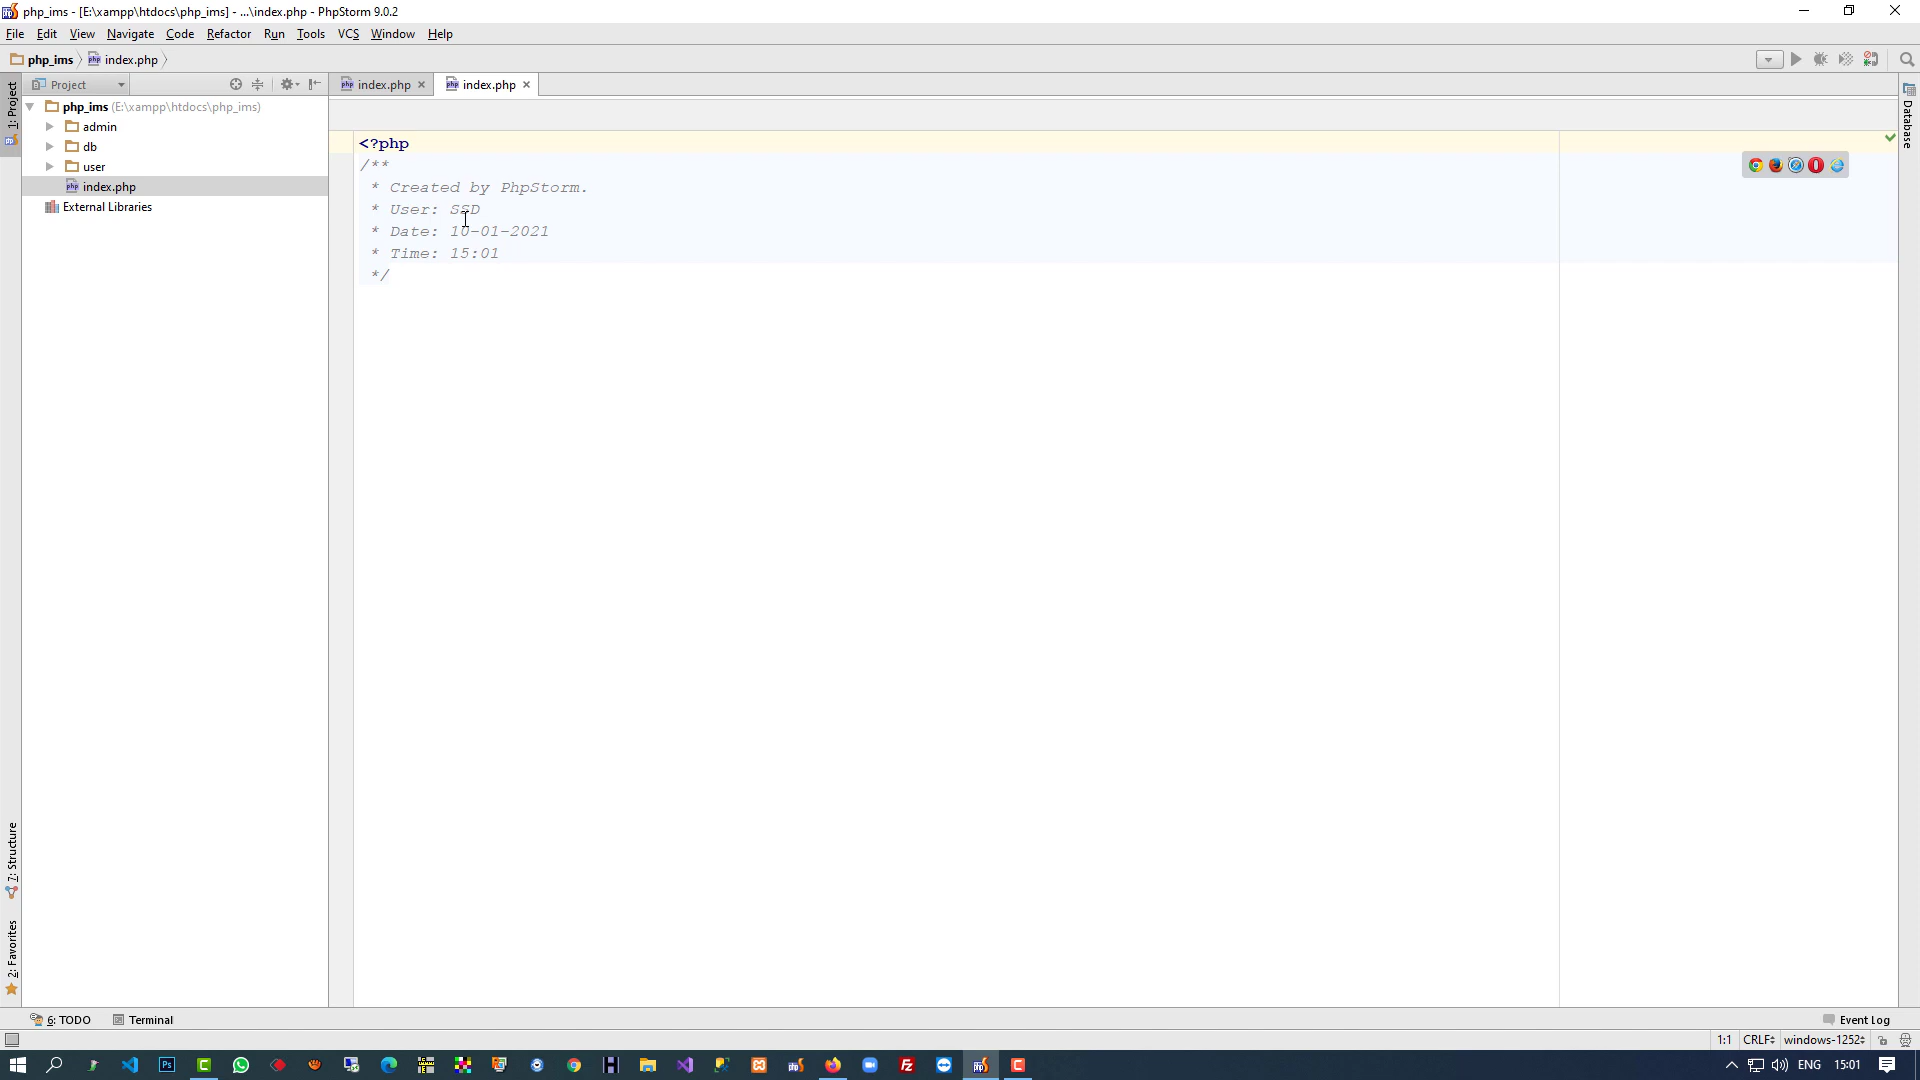 php_ims - [E:\xampp\htdocs\php_ims] - ...\index.php - PhpStorm 9.0.2
File Edit View Navigate Code Refactor Run Tools VCS Window Help
php_ims index.php
Project
index.php
index.php
1: Project
php_ims (E:\xampp\htdocs\php_ims)
admin
db
user
index.php
External Libraries
<?php
/**
* Created by PhpStorm.
* User: SSD
* Date: 10-01-2021
* Time: 15:01
*/
Database
7: Structure
2: Favorites
6: TODO
Terminal
Event Log
1:1 CRLF windows-1252
ENG 15:01